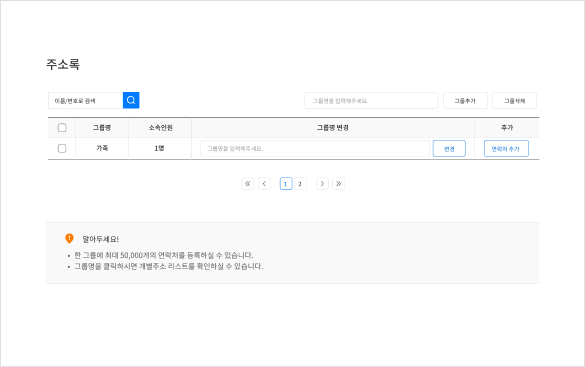 주소록
이름/번호로 검색
그룹명을 입력해주세요. 그룹추가 그룹삭제
그룹명 소속인원 그룹명 변경 추가
가족 1명 그룹명을 입력해주세요. 변경 연락처 추가
« ‹ 1 2 › »
알아두세요!
• 한 그룹에 최대 50,000개의 연락처를 등록하실 수 있습니다.
• 그룹명을 클릭하시면 개별주소 리스트를 확인하실 수 있습니다.